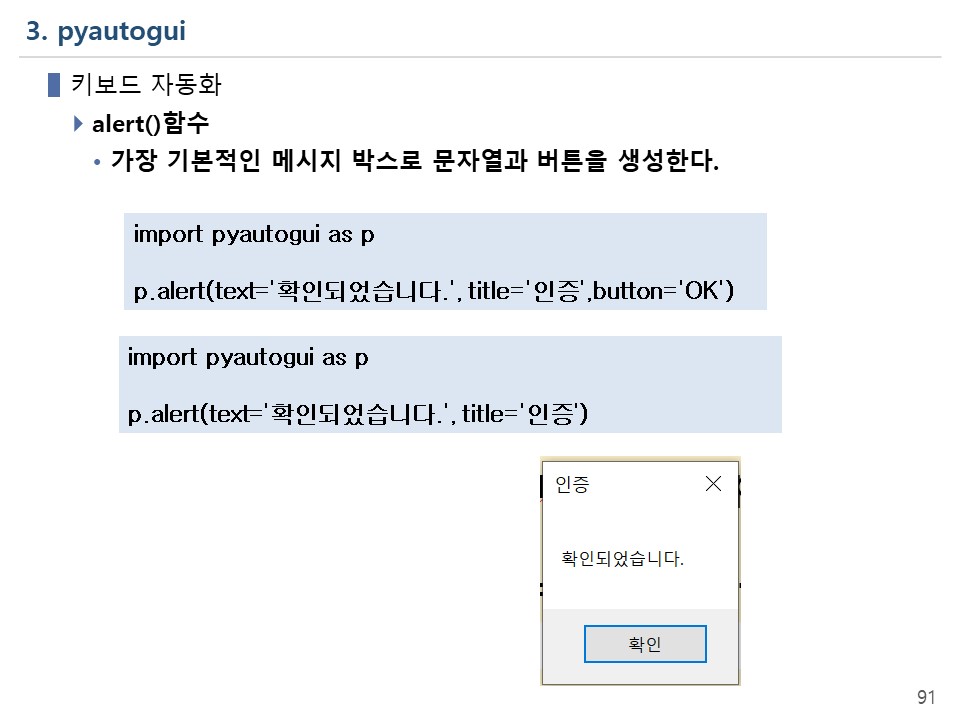 3. pyautogui
키보드 자동화
alert()함수
가장 기본적인 메시지 박스로 문자열과 버튼을 생성한다.
import pyautogui as p
p.alert(text='확인되었습니다.', title='인증',button='OK')
import pyautogui as p
p.alert(text='확인되었습니다.', title='인증')
인증
확인되었습니다.
확인
91